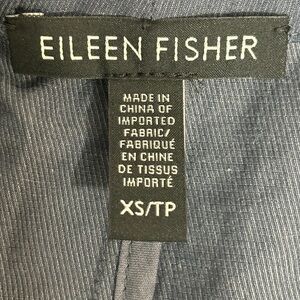 EILEEN FISHER
MADE IN
CHINA OF
IMPORTED
FABRIC/
FABRIQUÉ
EN CHINE
DE TISSUS
IMPORTÉ
XS/TP